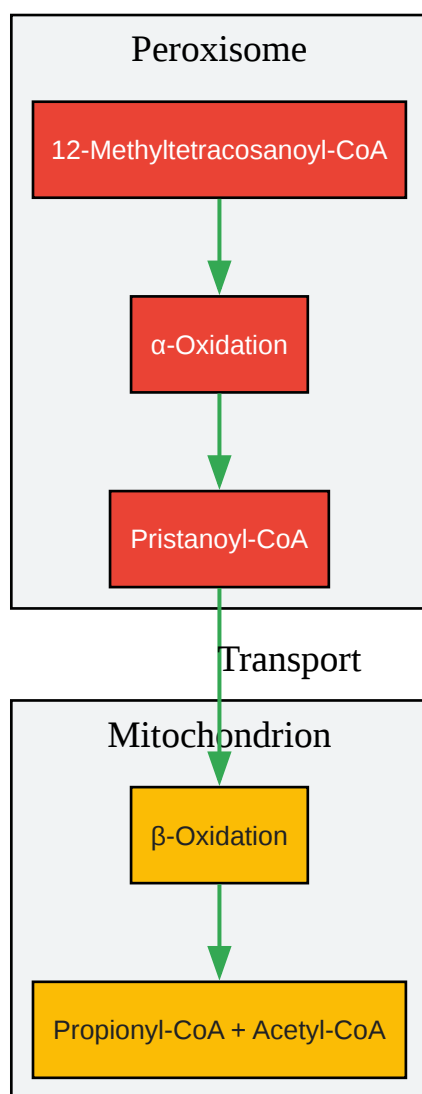 Peroxisome
12-Methyltetracosanoyl-CoA
α-Oxidation
Pristanoyl-CoA
Transport
Mitochondrion
β-Oxidation
Propionyl-CoA + Acetyl-CoA